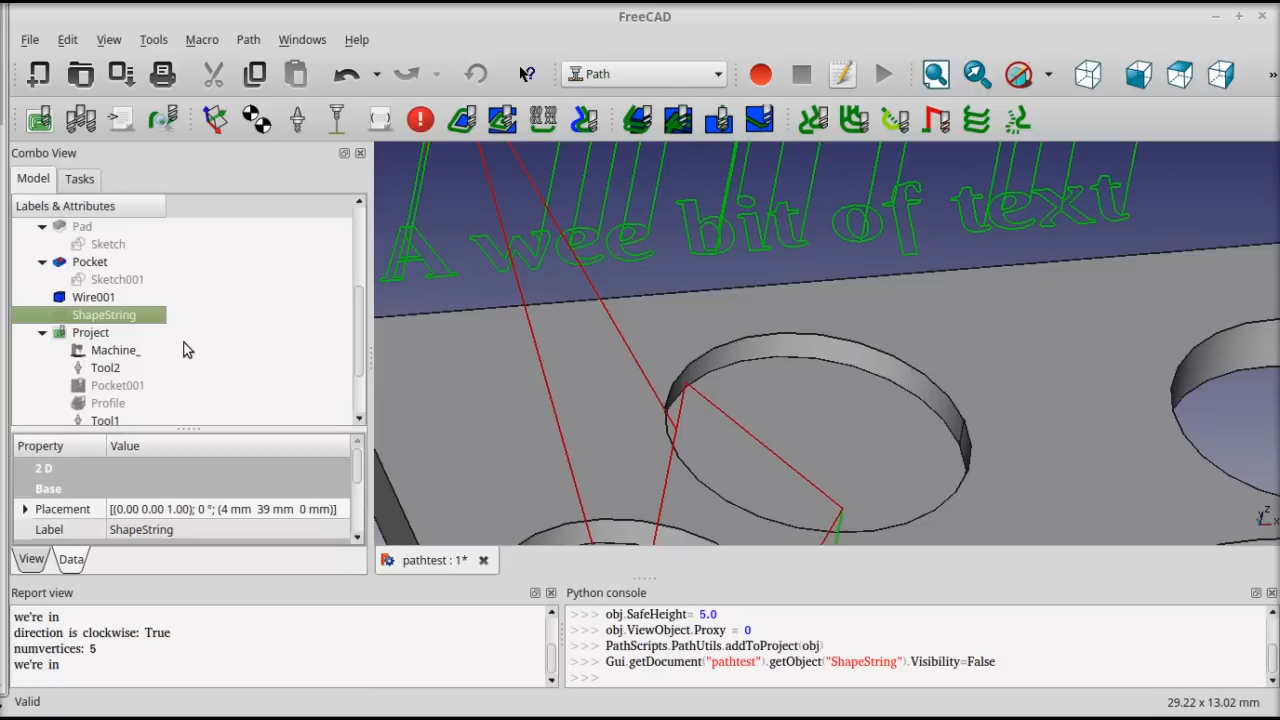 FreeCAD
File Edit View Tools Macro Path Windows Help
Path
»
Combo View
Model Tasks
Labels & Attributes
Pad
Sketch
Pocket
Sketch001
Wire001
ShapeString
Project
Machine_
Tool2
Pocket001
Profile
Tool1
Property Value
2 D
Base
Placement [(0.00 0.00 1.00); 0 °; (4 mm 39 mm 0 mm)]
Label ShapeString
View Data
A wee bit of text
Z
pathtest : 1*
Report view
we're in
direction is clockwise: True
numvertices: 5
we're in
Python console
>>> obj.SafeHeight= 5.0
>>> obj.ViewObject.Proxy = 0
>>> PathScripts.PathUtils.addToProject(obj)
>>> Gui.getDocument("pathtest").getObject("ShapeString").Visibility=False
>>>
Valid
29.22 x 13.02 mm